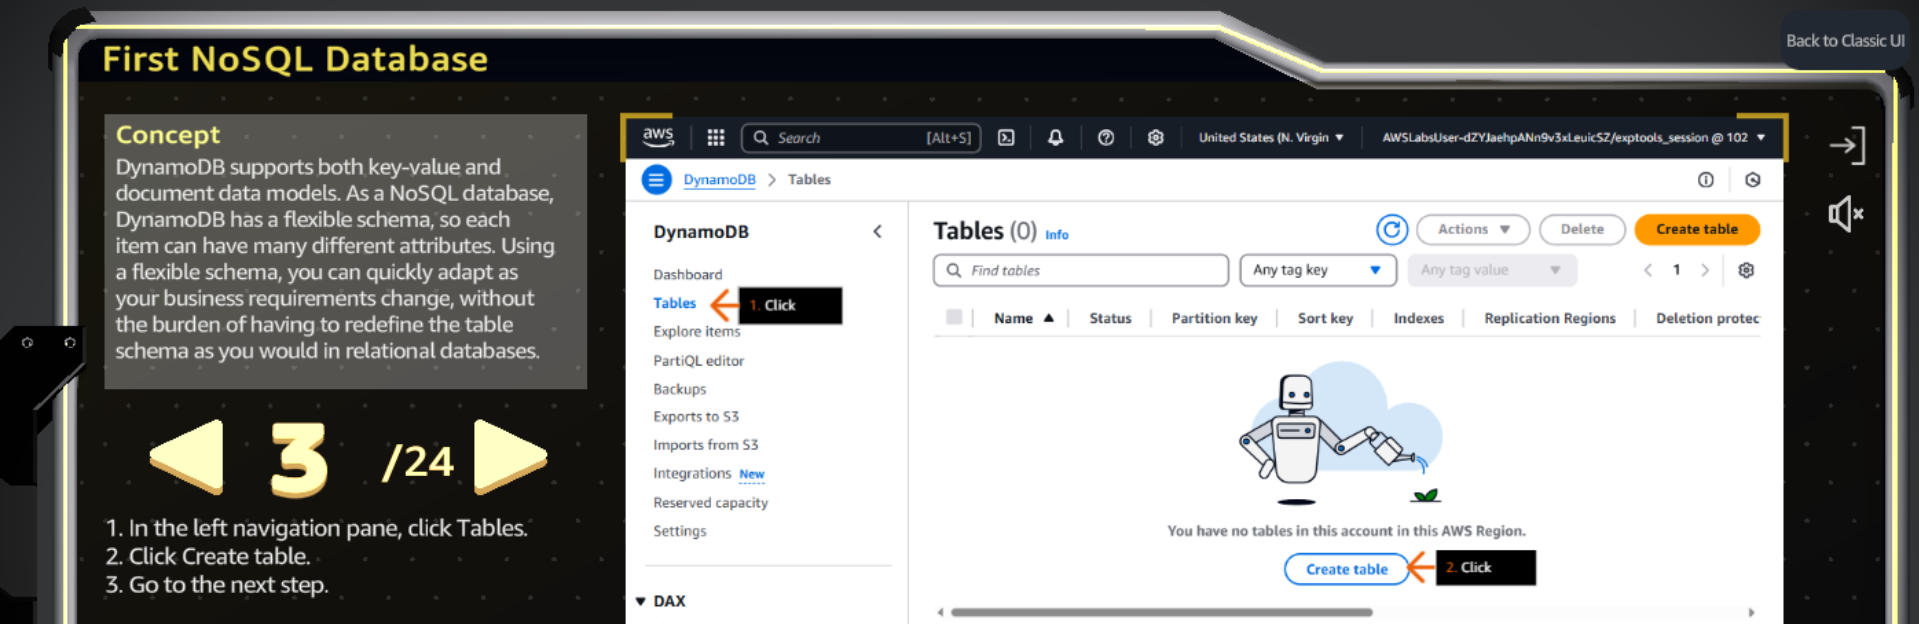 Back to Classic UI
First NoSQL Database
Concept
DynamoDB supports both key-value and
document data models. As a NoSQL database,
DynamoDB has a flexible schema, so each
item can have many different attributes. Using
a flexible schema, you can quickly adapt as
your business requirements change, without
the burden of having to redefine the table
schema as you would in relational databases.
3 /24
1. In the left navigation pane, click Tables.
2. Click Create table.
3. Go to the next step.
aws Search [Alt+S] United States (N. Virgin AWSLabsUser-dZYJaehpANn9v3xLeuicSZ/exptools_session @ 102
DynamoDB > Tables
DynamoDB
Dashboard
Tables
1. Click
Explore items
PartiQL editor
Backups
Exports to S3
Imports from S3
Integrations New
Reserved capacity
Settings
DAX
Tables (0) Info
Actions Delete Create table
Find tables Any tag key Any tag value 1
Name Status Partition key Sort key Indexes Replication Regions Deletion protec
You have no tables in this account in this AWS Region.
Create table
2. Click